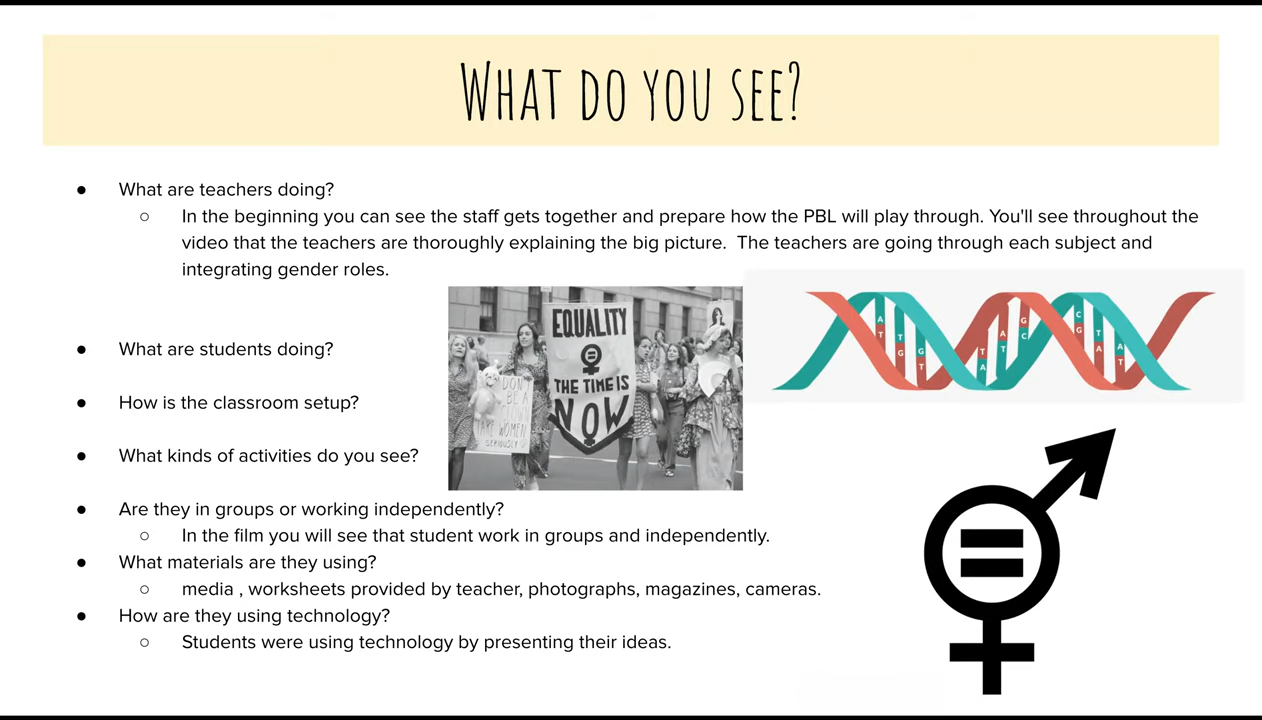 WHAT DO YOU SEE?
● What are teachers doing?
○ In the beginning you can see the staff gets together and prepare how the PBL will play through. You'll see throughout the
video that the teachers are thoroughly explaining the big picture. The teachers are going through each subject and
integrating gender roles.
● What are students doing?
● How is the classroom setup?
● What kinds of activities do you see?
● Are they in groups or working independently?
○ In the film you will see that student work in groups and independently.
● What materials are they using?
○ media , worksheets provided by teacher, photographs, magazines, cameras.
● How are they using technology?
○ Students were using technology by presenting their ideas.
EQUALITY
THE TIME IS
NOW
DON'T
BE A
TAKE WOMEN
SERIOUSLY
A T G C
T G G T T A A T C G T A A T